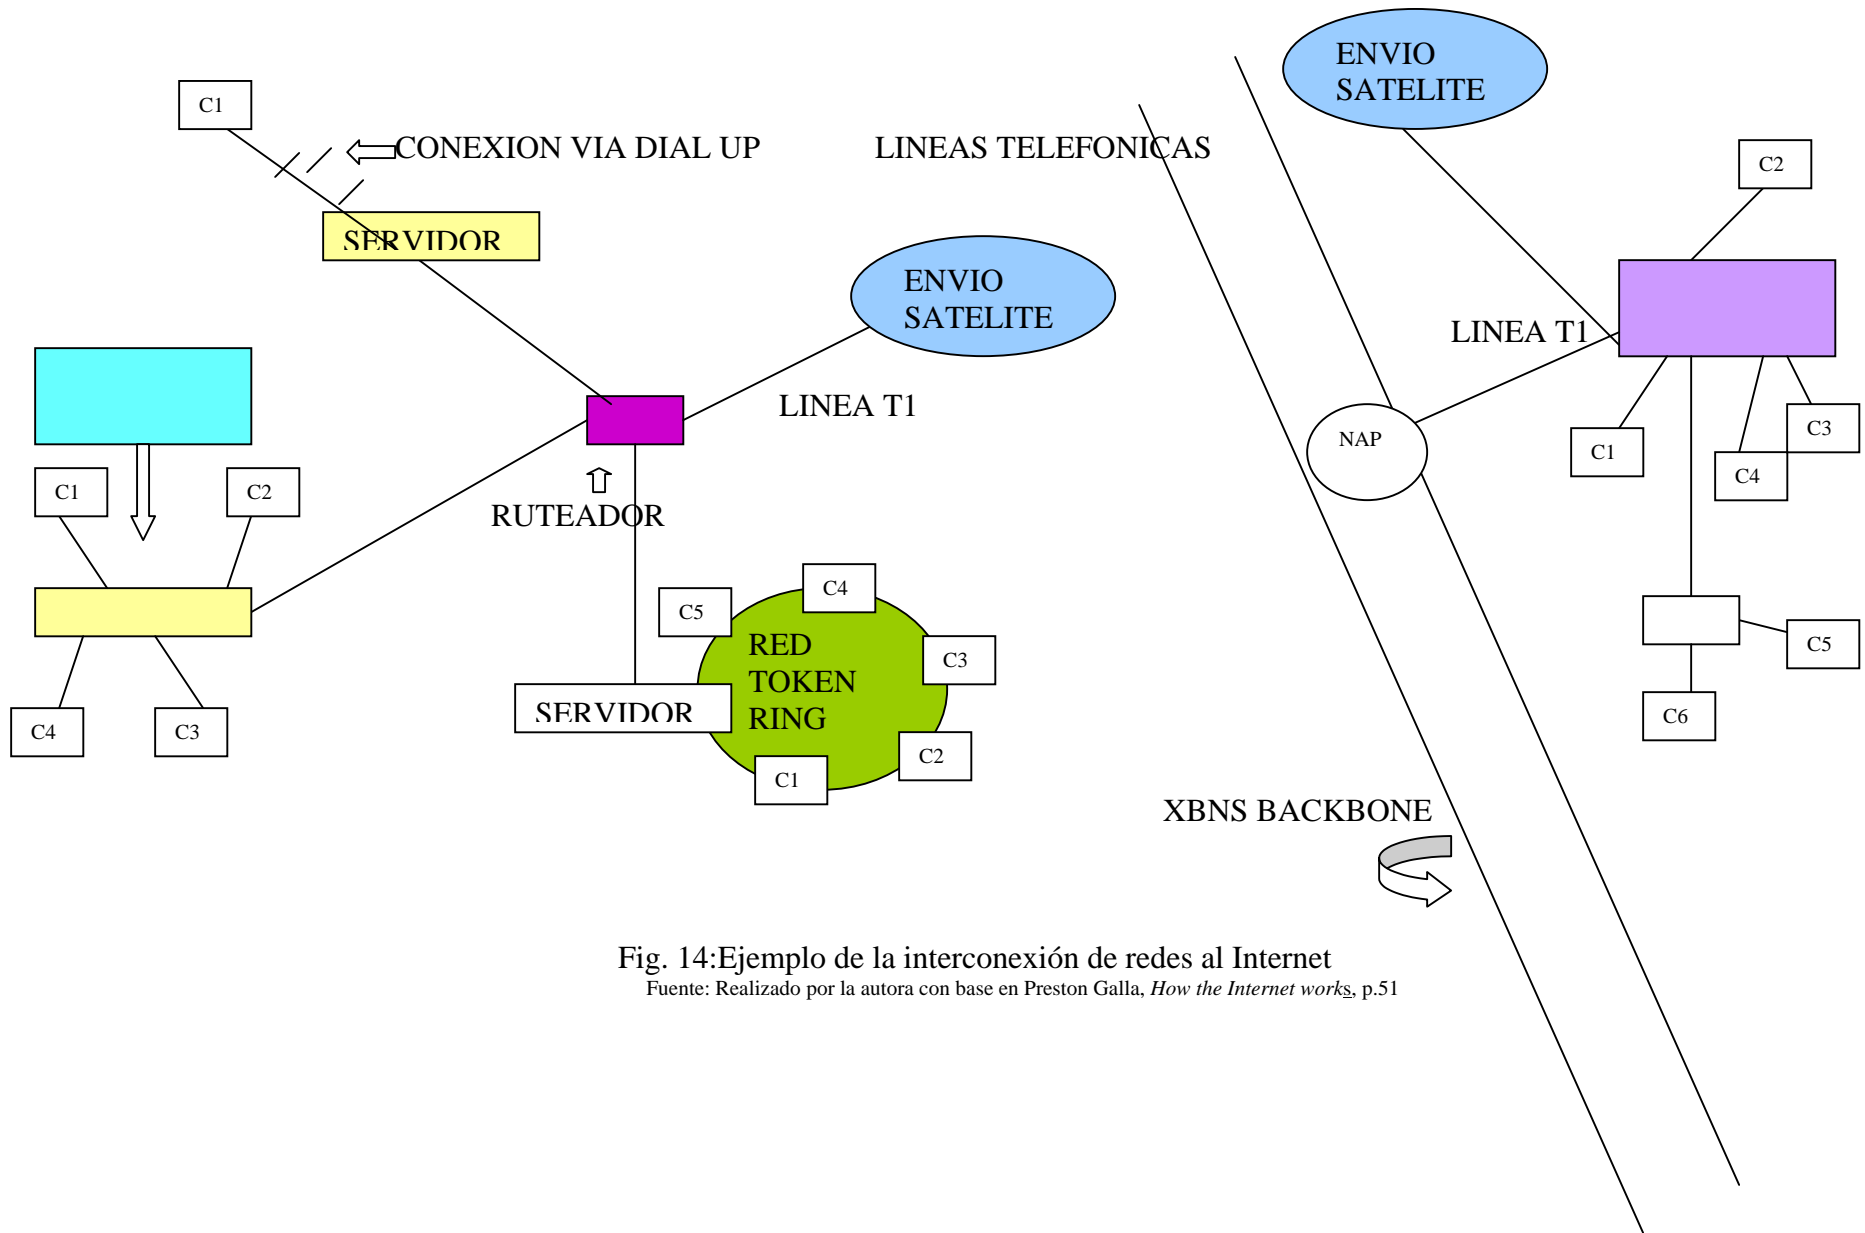 ENVIO
SATELITE
C1
CONEXION VIA DIAL UP
LINEAS TELEFONICAS
C2
SERVIDOR
ENVIO
SATELITE
LINEA T1
LINEA T1
C1
C2
RUTEADOR
NAP
C1
C3
C4
C4
C5
RED
TOKEN
RING
C3
C5
SERVIDOR
C4
C3
C2
C1
C6
XBNS BACKBONE
Fig. 14:Ejemplo de la interconexión de redes al Internet
Fuente: Realizado por la autora con base en Preston Galla, How the Internet works, p.51